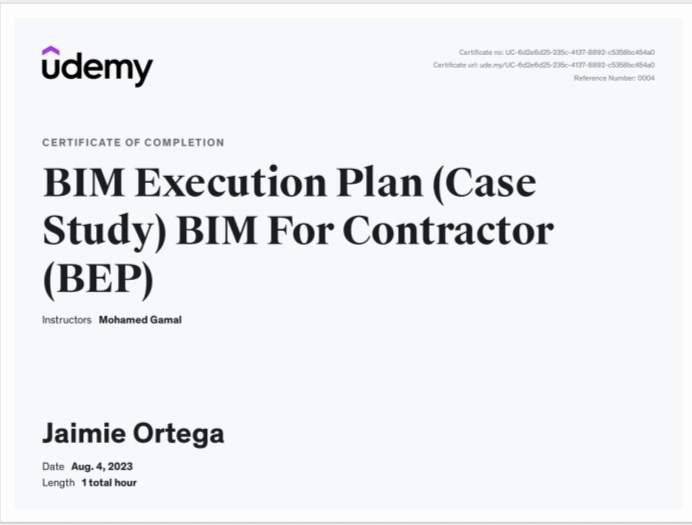 udemy
Certificate no: UC-6d2e6d25-235c-4137-8892-c5356bc454a0
Certificate url: ude.my/UC-6d2e6d25-235c-4137-8892-c5356bc454a0
Reference Number: 0004
CERTIFICATE OF COMPLETION
BIM Execution Plan (Case
Study) BIM For Contractor
(BEP)
Instructors Mohamed Gamal
Jaimie Ortega
Date Aug. 4, 2023
Length 1 total hour